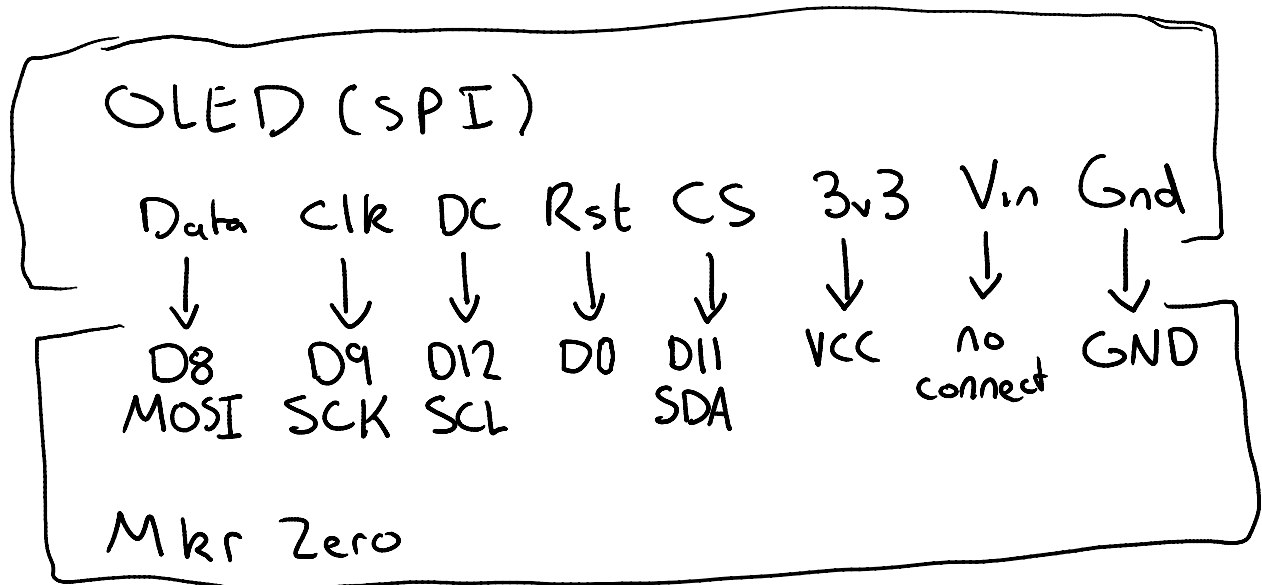 OLED (SPI)
Data Clk DC Rst CS 3v3 Vin Gnd
D8 D9 D12 D0 D11 VCC no connect GND
MOSI SCK SCL SDA
Mkr Zero